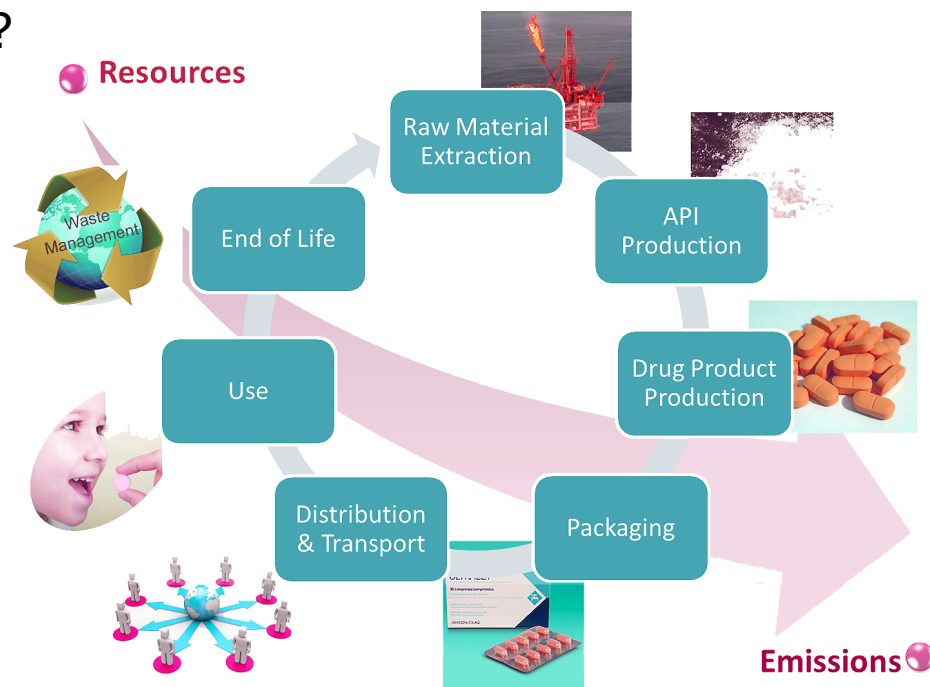 ?
Resources
Raw Material
Extraction
API
Production
Waste
Management
End of Life
Drug Product
Production
Use
Distribution
& Transport
Packaging
JANSSEN-CILAG
Emissions